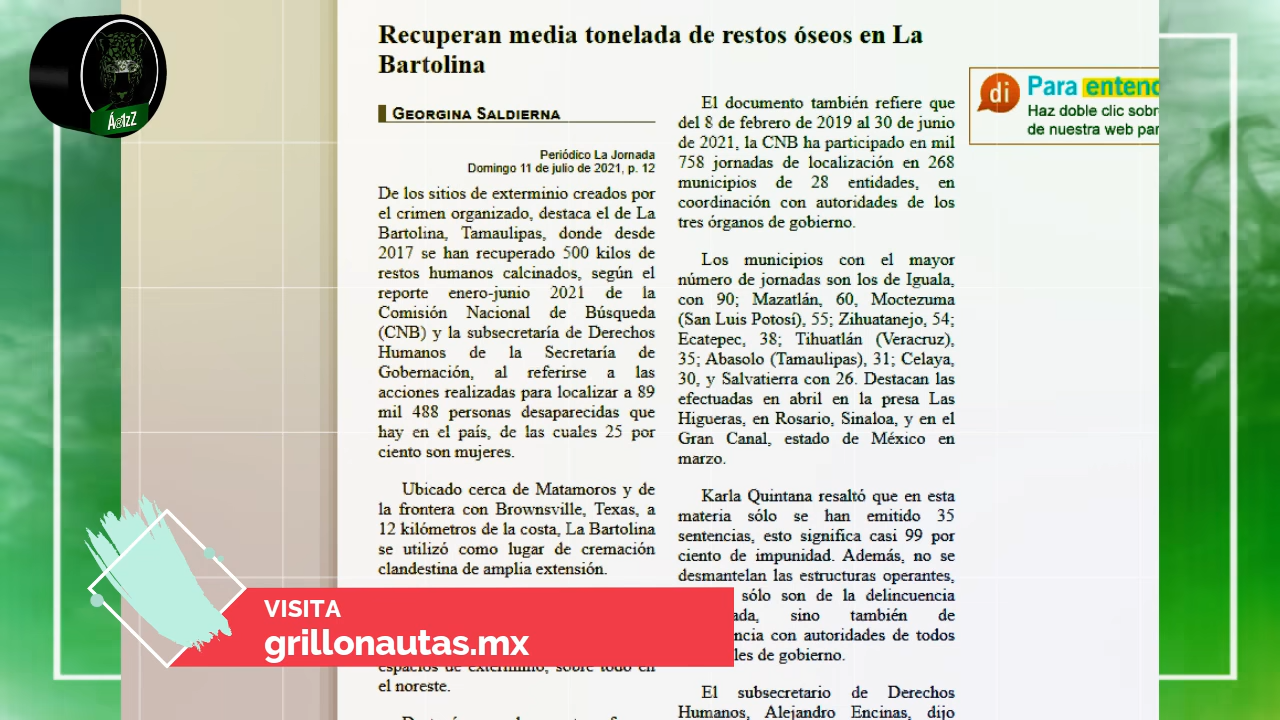 Recuperan media tonelada de restos óseos en La
Bartolina
GEORGINA SALDIERNA
Periódico La Jornada
Domingo 11 de julio de 2021, p. 12
De los sitios de exterminio creados por
el crimen organizado, destaca el de La
Bartolina, Tamaulipas, donde desde
2017 se han recuperado 500 kilos de
restos humanos calcinados, según el
reporte enero-junio 2021 de la
Comisión Nacional de Búsqueda
(CNB) y la subsecretaría de Derechos
Humanos de la Secretaría de
Gobernación, al referirse a las
acciones realizadas para localizar a 89
mil 488 personas desaparecidas que
hay en el país, de las cuales 25 por
ciento son mujeres.
Ubicado cerca de Matamoros y de
la frontera con Brownsville, Texas, a
12 kilómetros de la costa, La Bartolina
se utilizó como lugar de cremación
clandestina de amplia extensión.
espacios de exterminio, sobre todo en
el noreste.
El documento también refiere que
del 8 de febrero de 2019 al 30 de junio
de 2021, la CNB ha participado en mil
758 jornadas de localización en 268
municipios de 28 entidades, en
coordinación con autoridades de los
tres órganos de gobierno.
Los municipios con el mayor
número de jornadas son los de Iguala,
con 90; Mazatlán, 60, Moctezuma
(San Luis Potosí), 55; Zihuatanejo, 54;
Ecatepec, 38; Tihuatlán (Veracruz),
35; Abasolo (Tamaulipas), 31; Celaya,
30, y Salvatierra con 26. Destacan las
efectuadas en abril en la presa Las
Higueras, en Rosario, Sinaloa, y en el
Gran Canal, estado de México en
marzo.
Karla Quintana resaltó que en esta
materia sólo se han emitido 35
sentencias, esto significa casi 99 por
ciento de impunidad. Además, no se
desmantelan las estructuras operantes,
sólo son de la delincuencia
ada, sino también de
ncia con autoridades de todos
les de gobierno.
El subsecretario de Derechos
Humanos, Alejandro Encinas, dijo
di
Para entend
Haz doble clic sobr
de nuestra web par
Á@1zZ
VISITA
grillonautas.mx